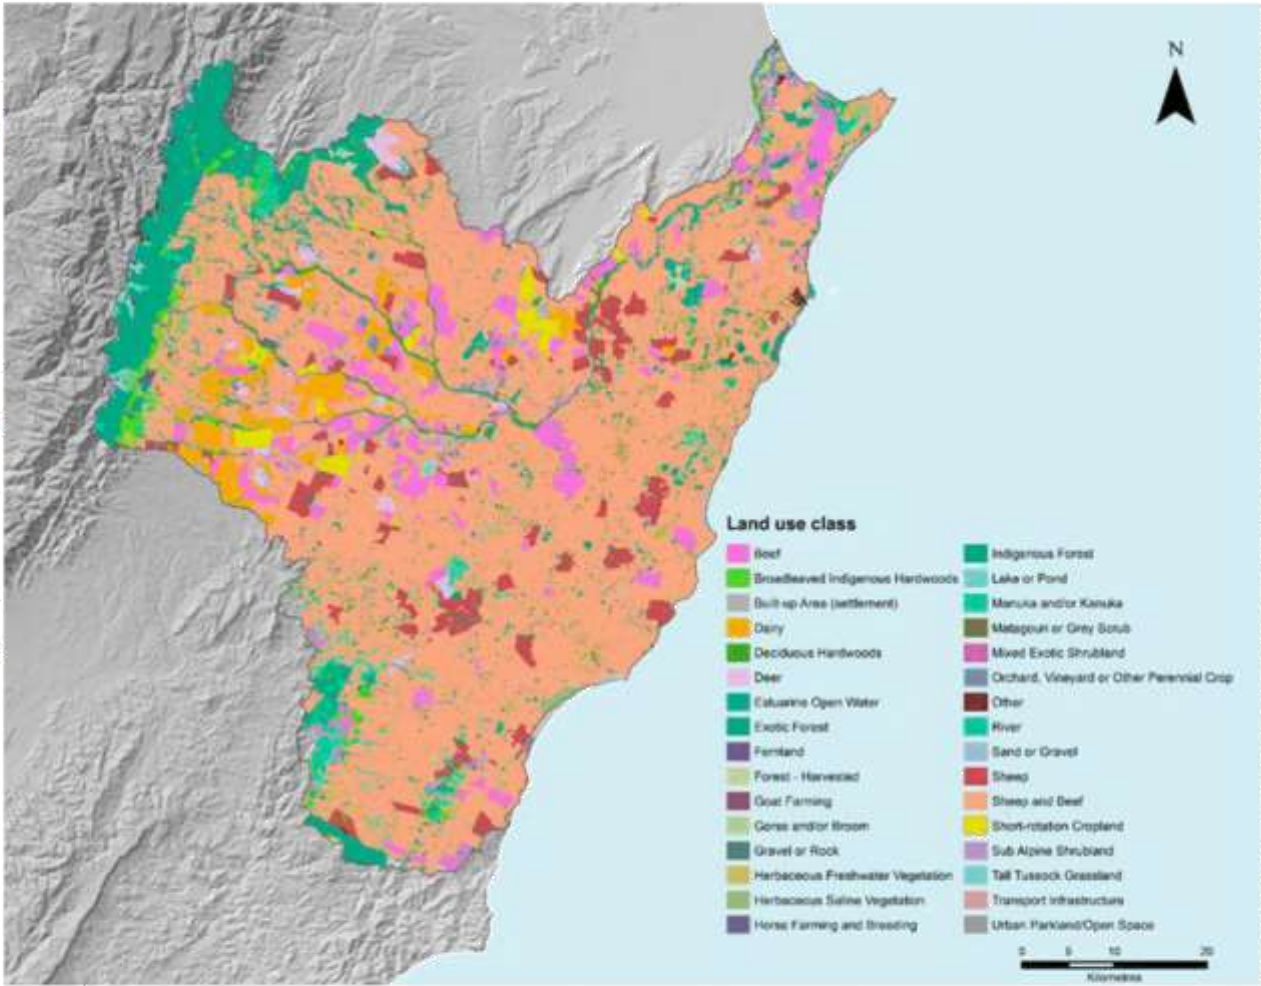 N
Land use class
Beef
Broadleaved Indigenous Hardwoods
Built-up Area (settlement)
Dairy
Deciduous Hardwoods
Deer
Estuarine Open Water
Exotic Forest
Fernland
Forest - Harvested
Goat Farming
Gorse and/or Broom
Gravel or Rock
Herbaceous Freshwater Vegetation
Herbaceous Saline Vegetation
Horse Farming and Breeding
Indigenous Forest
Lake or Pond
Manuka and/or Kanuka
Matagouri or Grey Scrub
Mixed Exotic Shrubland
Orchard, Vineyard or Other Perennial Crop
Other
River
Sand or Gravel
Sheep
Sheep and Beef
Short-rotation Cropland
Sub Alpine Shrubland
Tall Tussock Grassland
Transport Infrastructure
Urban Parkland/Open Space
0 5 10 20
Kilometres